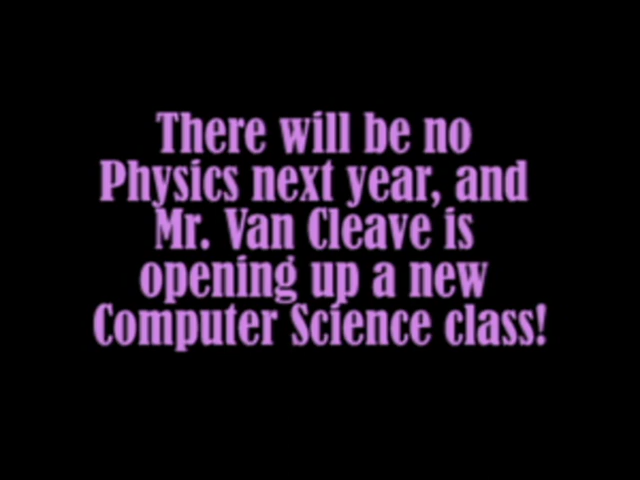 There will be no
Physics next year, and
Mr. Van Cleave is
opening up a new
Computer Science class!